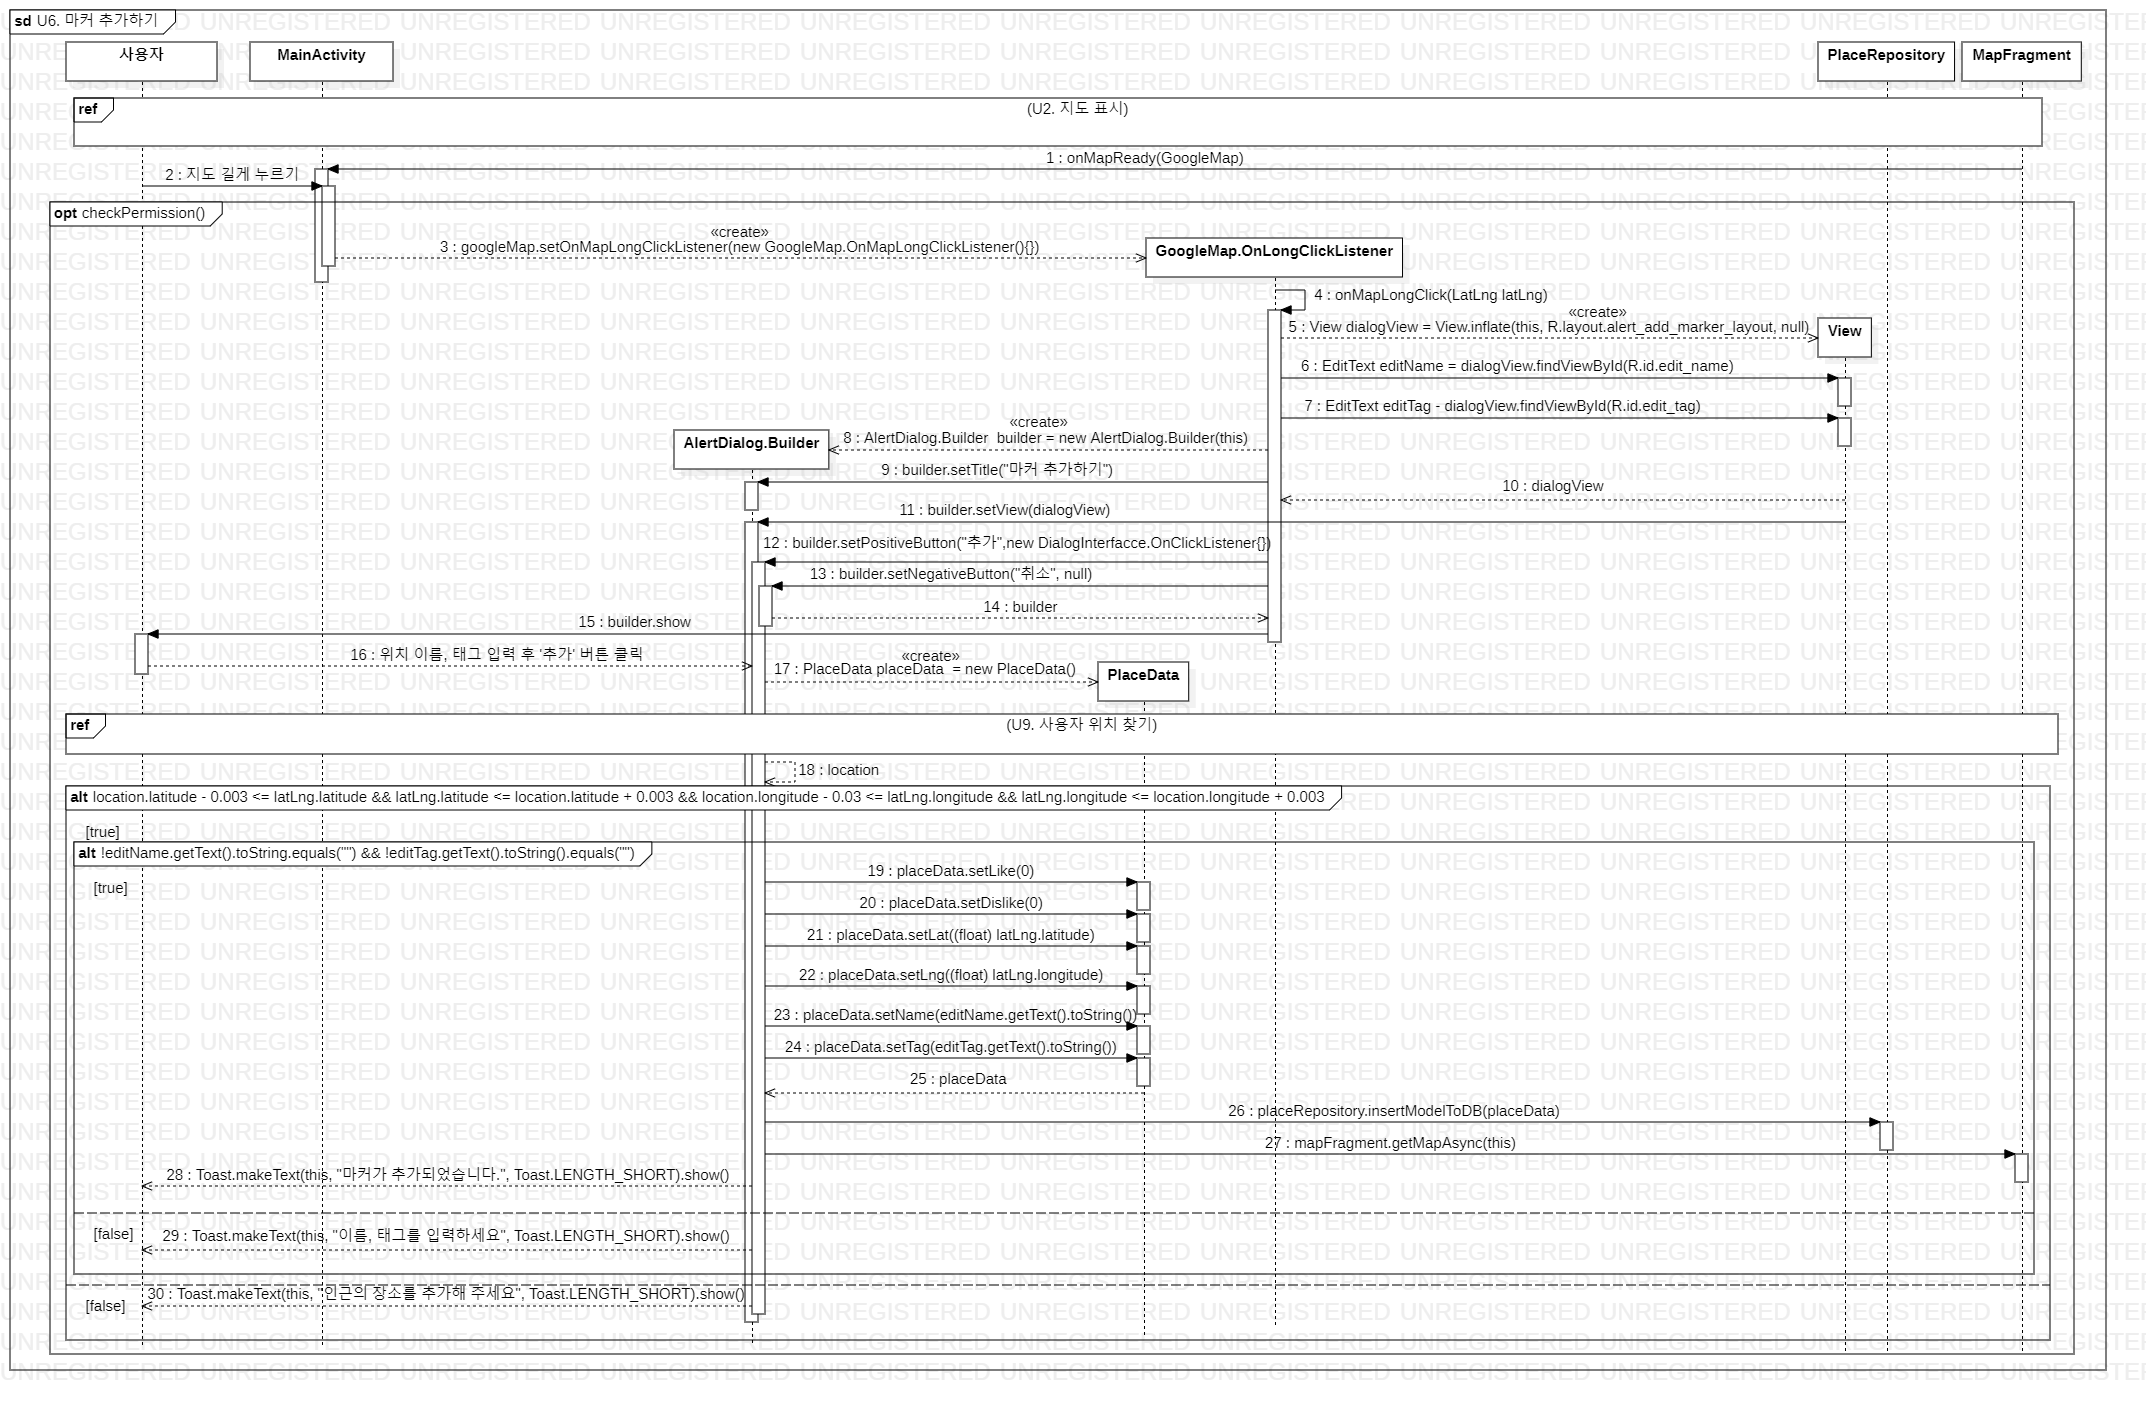 sd U6. 마커 추가하기
사용자
MainActivity
PlaceRepository
MapFragment
ref
(U2. 지도 표시)
1 : onMapReady(GoogleMap)
2 : 지도 길게 누르기
opt checkPermission()
«create»
3 : googleMap.setOnMapLongClickListener(new GoogleMap.OnMapLongClickListener(){})
GoogleMap.OnLongClickListener
4 : onMapLongClick(LatLng latLng)
«create»
5 : View dialogView = View.inflate(this, R.layout.alert_add_marker_layout, null)
View
6 : EditText editName = dialogView.findViewById(R.id.edit_name)
7 : EditText editTag - dialogView.findViewById(R.id.edit_tag)
«create»
8 : AlertDialog.Builder  builder = new AlertDialog.Builder(this)
AlertDialog.Builder
9 : builder.setTitle("마커 추가하기")
10 : dialogView
11 : builder.setView(dialogView)
12 : builder.setPositiveButton("추가",new DialogInterfacce.OnClickListener{})
13 : builder.setNegativeButton("취소", null)
14 : builder
15 : builder.show
16 : 위치 이름, 태그 입력 후 '추가' 버튼 클릭
«create»
17 : PlaceData placeData  = new PlaceData()
PlaceData
ref
(U9. 사용자 위치 찾기)
18 : location
alt location.latitude - 0.003 <= latLng.latitude && latLng.latitude <= location.latitude + 0.003 && location.longitude - 0.03 <= latLng.longitude && latLng.longitude <= location.longitude + 0.003
[true]
alt !editName.getText().toString.equals("") && !editTag.getText().toString().equals("")
[true]
19 : placeData.setLike(0)
20 : placeData.setDislike(0)
21 : placeData.setLat((float) latLng.latitude)
22 : placeData.setLng((float) latLng.longitude)
23 : placeData.setName(editName.getText().toString())
24 : placeData.setTag(editTag.getText().toString())
25 : placeData
26 : placeRepository.insertModelToDB(placeData)
27 : mapFragment.getMapAsync(this)
28 : Toast.makeText(this, "마커가 추가되었습니다.", Toast.LENGTH_SHORT).show()
[false]
29 : Toast.makeText(this, "이름, 태그를 입력하세요", Toast.LENGTH_SHORT).show()
30 : Toast.makeText(this, "인근의 장소를 추가해 주세요", Toast.LENGTH_SHORT).show()
[false]
UNREGISTERED